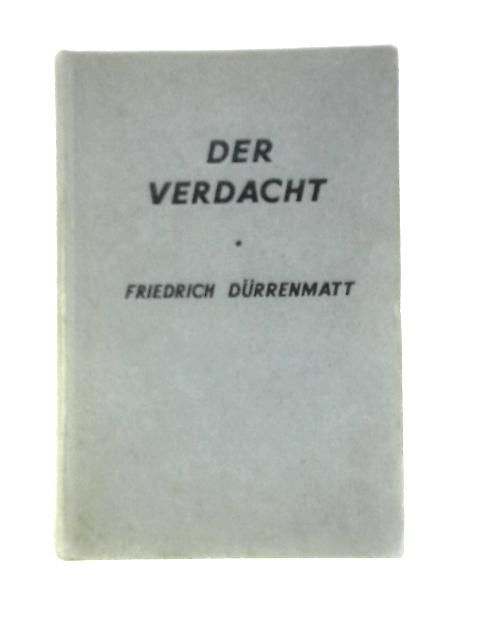 DER
VERDACHT
•
FRIEDRICH DÜRRENMATT